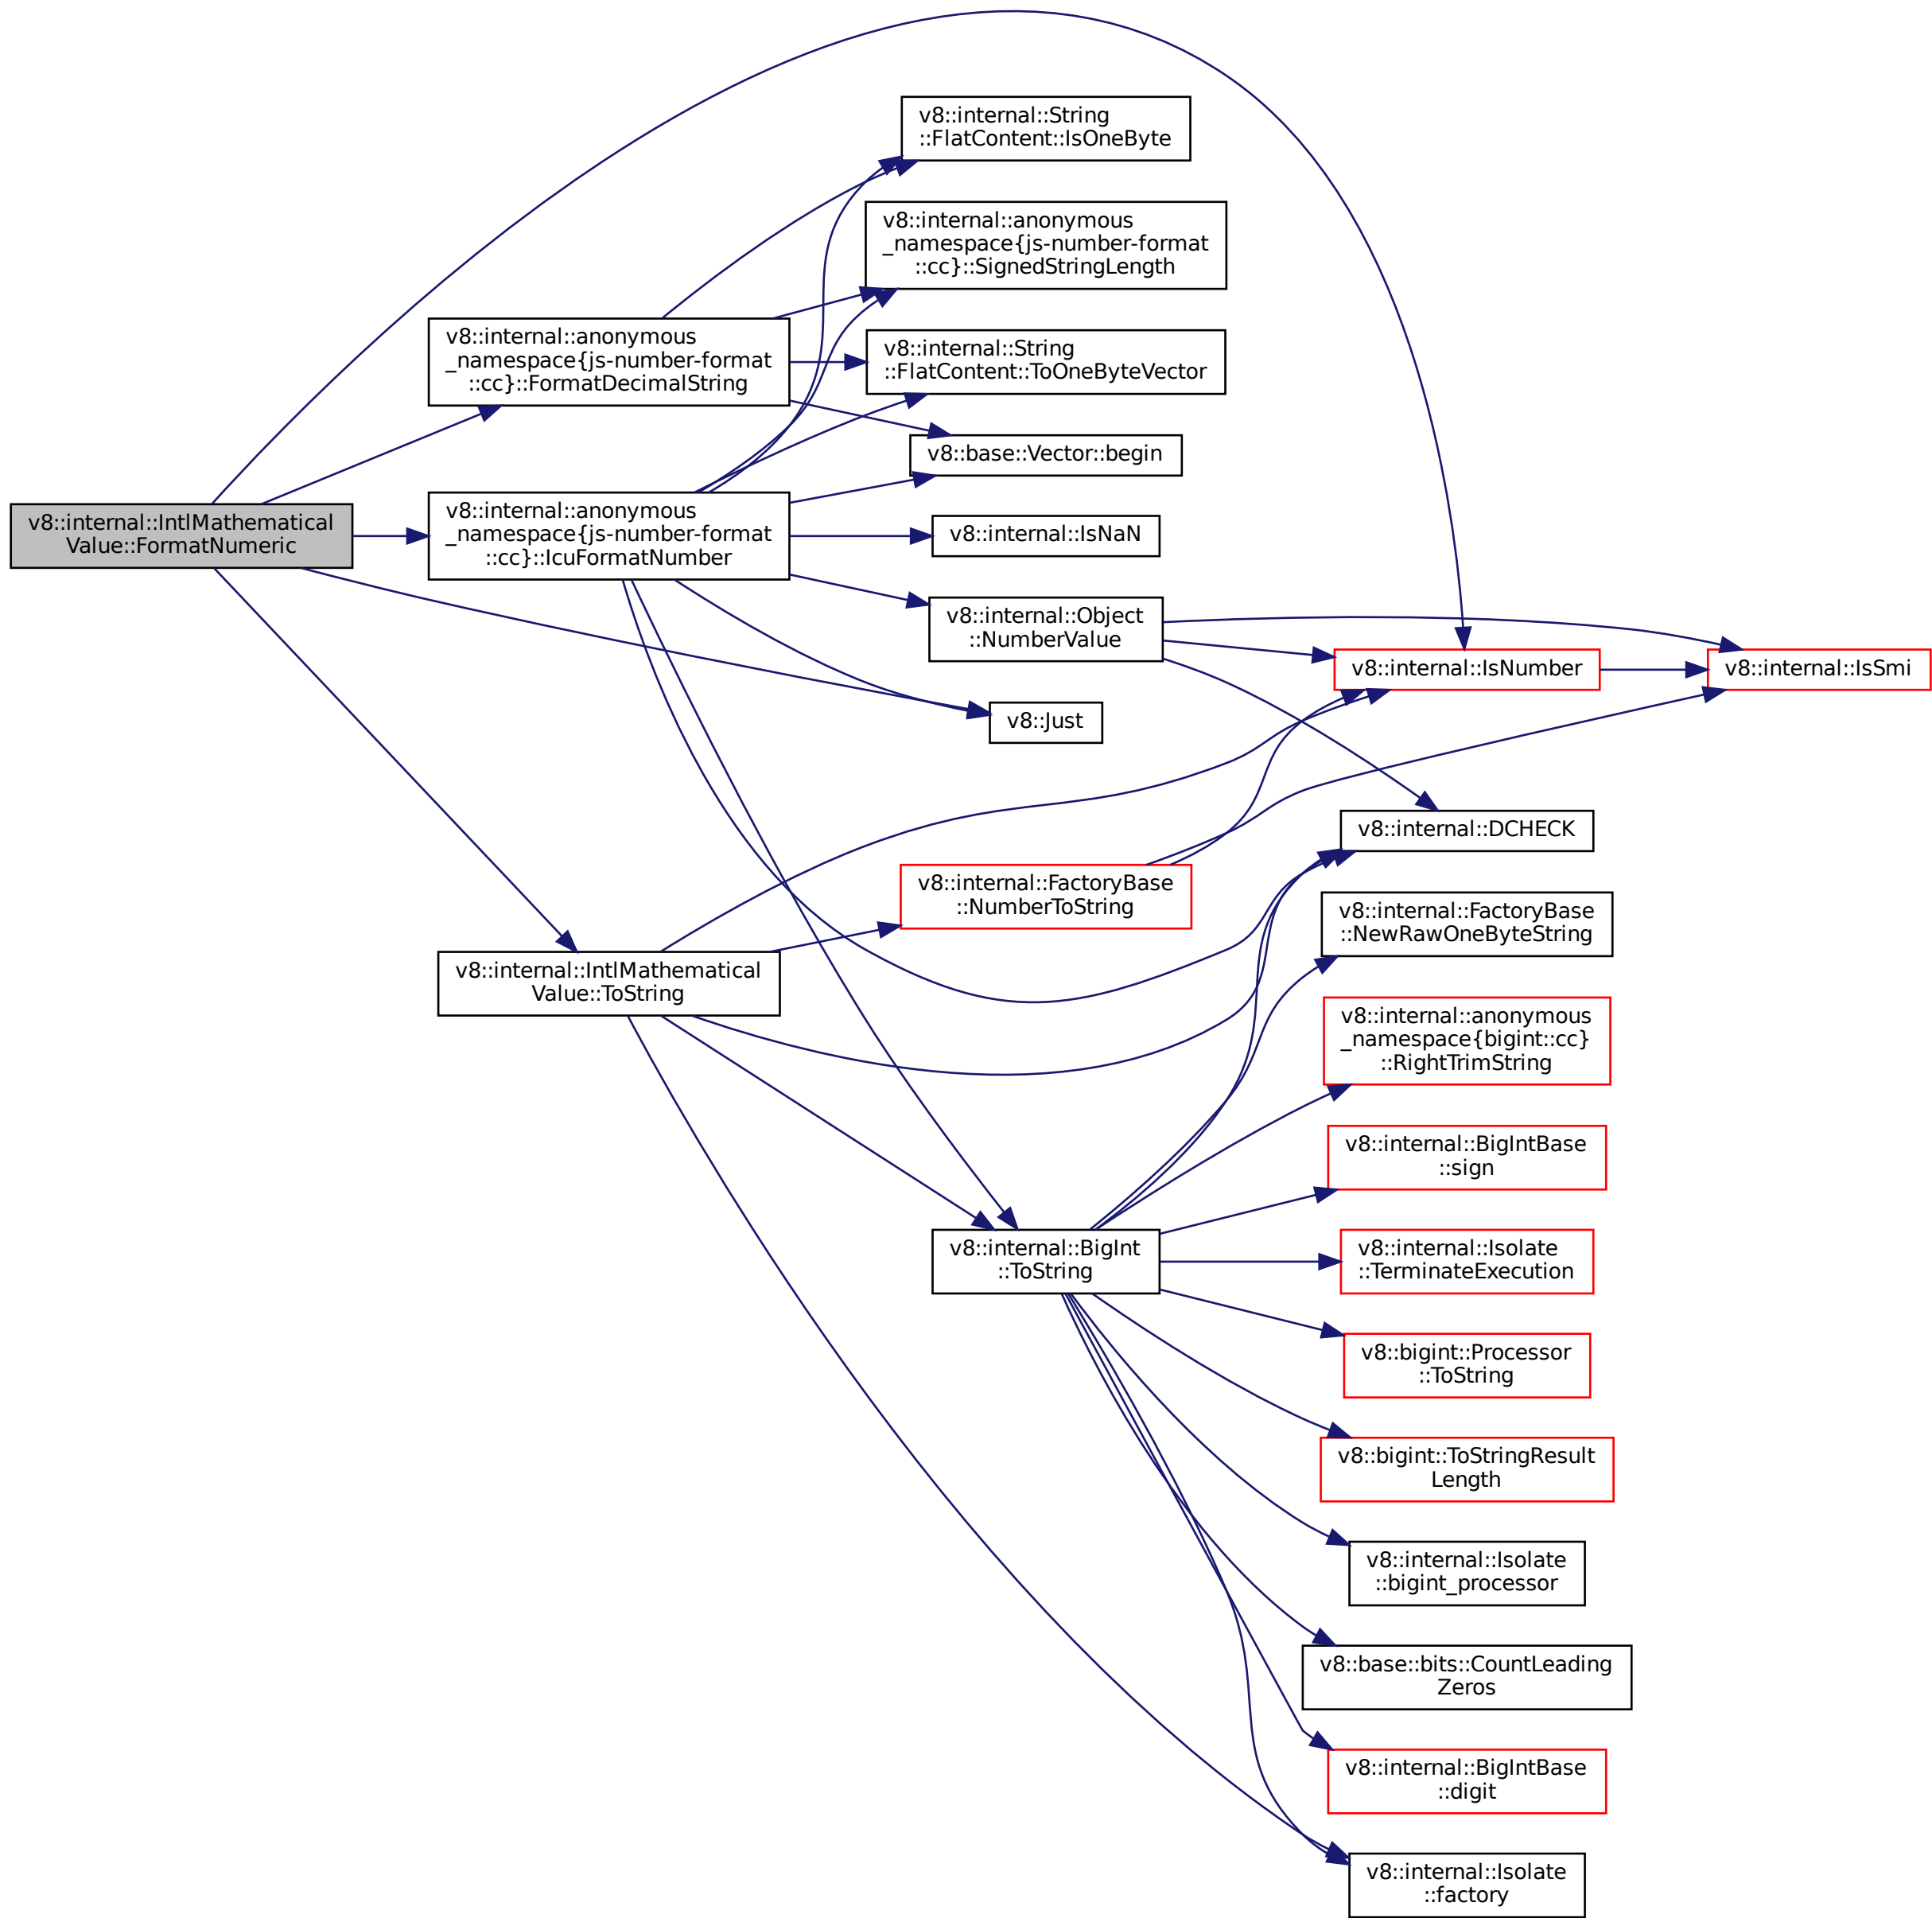 v8::internal::IntlMathematical
Value::FormatNumeric
v8::internal::anonymous
_namespace{js-number-format
::cc}::FormatDecimalString
v8::internal::anonymous
_namespace{js-number-format
::cc}::IcuFormatNumber
v8::internal::IntlMathematical
Value::ToString
v8::internal::String
::FlatContent::IsOneByte
v8::internal::anonymous
_namespace{js-number-format
::cc}::SignedStringLength
v8::internal::String
::FlatContent::ToOneByteVector
v8::base::Vector::begin
v8::internal::IsNaN
v8::internal::Object
::NumberValue
v8::Just
v8::internal::FactoryBase
::NumberToString
v8::internal::BigInt
::ToString
v8::internal::IsNumber
v8::internal::IsSmi
v8::internal::DCHECK
v8::internal::FactoryBase
::NewRawOneByteString
v8::internal::anonymous
_namespace{bigint::cc}
::RightTrimString
v8::internal::BigIntBase
::sign
v8::internal::Isolate
::TerminateExecution
v8::bigint::Processor
::ToString
v8::bigint::ToStringResult
Length
v8::internal::Isolate
::bigint_processor
v8::base::bits::CountLeading
Zeros
v8::internal::BigIntBase
::digit
v8::internal::Isolate
::factory